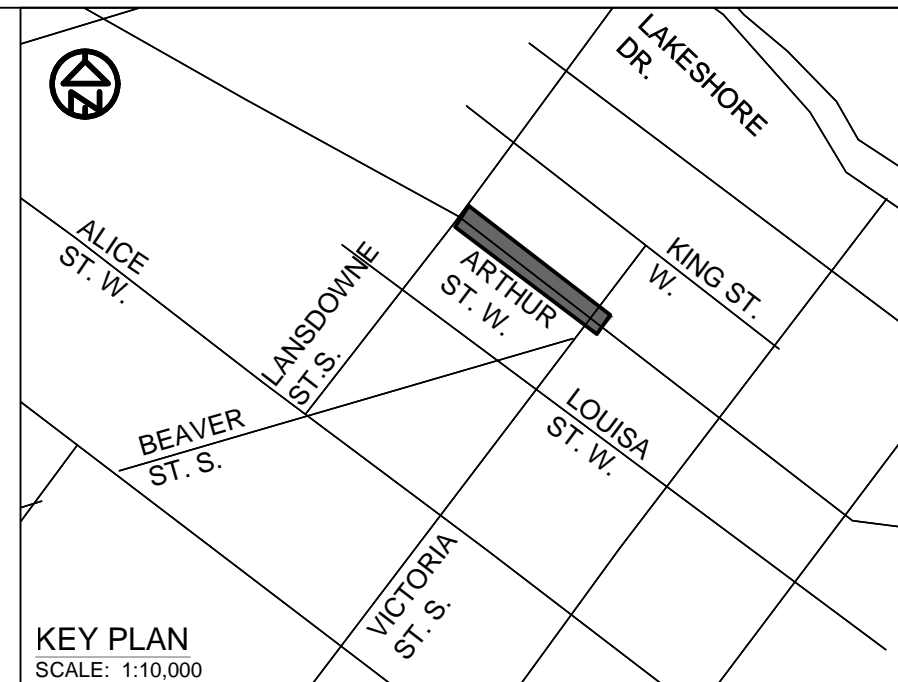 LAKESHORE
DR.
N
ALICE
ST. W.
LANSDOWNE
ST.S.
ARTHUR
ST. W.
KING ST.
W.
BEAVER
ST. S.
LOUISA
ST. W.
VICTORIA
ST. S.
KEY PLAN
SCALE: 1:10,000